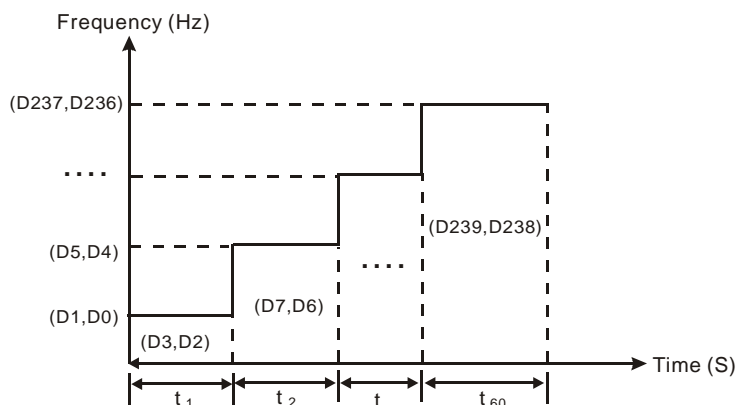 Frequency (Hz)
(D237,D236)
....
(D239,D238)
(D5,D4)
....
(D7,D6)
(D1,D0)
(D3,D2)
Time (S)
t 1
t 2
t
t 60